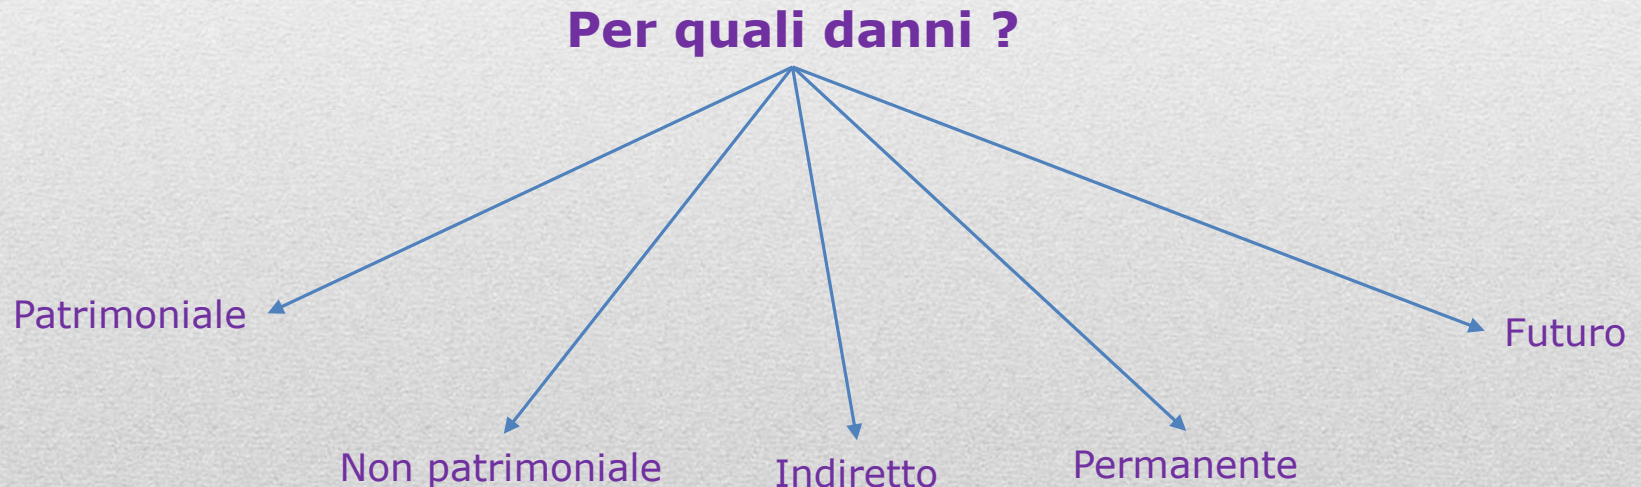 Per quali danni ?
Patrimoniale
Futuro
Non patrimoniale
Indiretto
Permanente